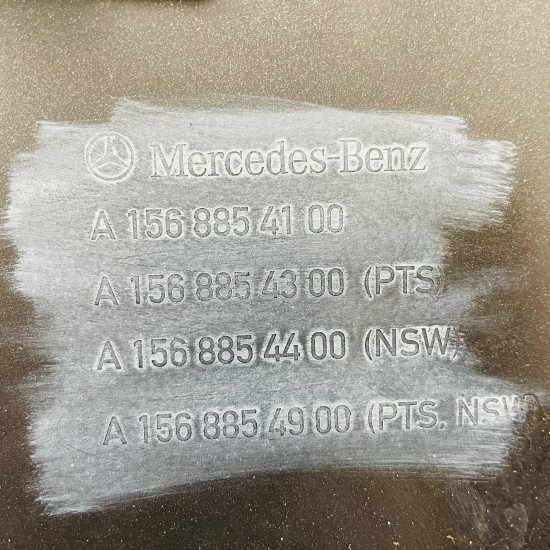 Mercedes-Benz
A 156 885 41 00
A 156 885 43 00 (PTS)
A 156 885 44 00 (NSW)
A 156 885 49 00 (PTS, NSW